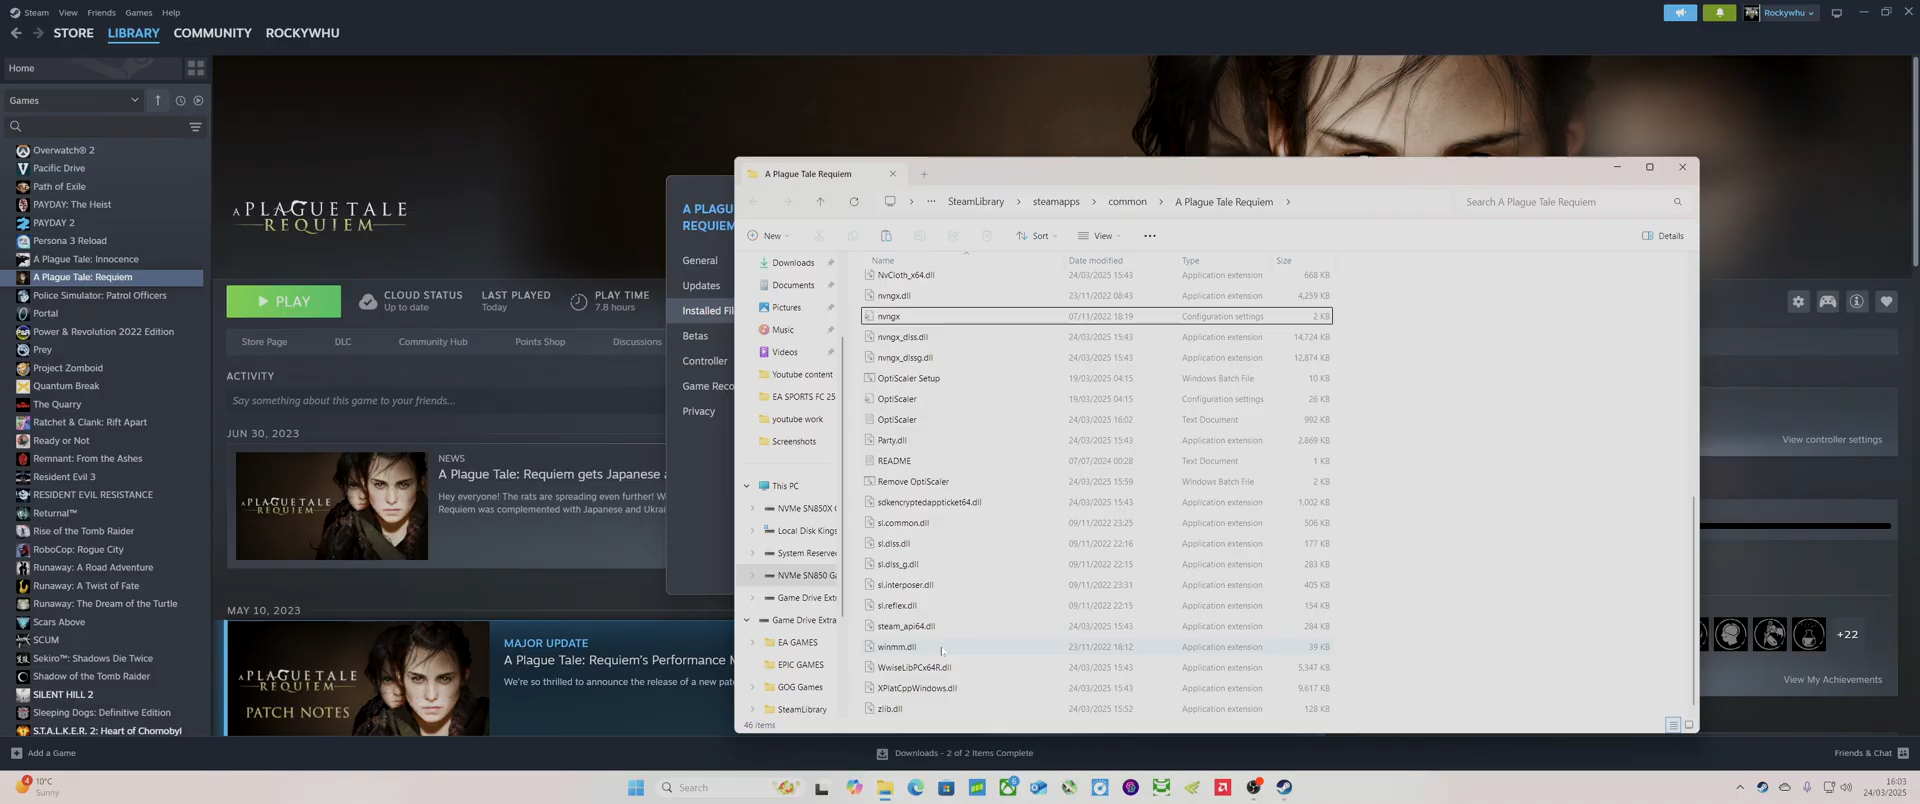 Steam View Friends Games Help
Rockywhu
STORE LIBRARY COMMUNITY ROCKYWHU
Home
Games
Overwatch® 2
Pacific Drive
Path of Exile
PAYDAY: The Heist
PAYDAY 2
Persona 3 Reload
A Plague Tale: Innocence
A Plague Tale: Requiem
Police Simulator: Patrol Officers
Portal
Power & Revolution 2022 Edition
Prey
Project Zomboid
Quantum Break
The Quarry
Ratchet & Clank: Rift Apart
Ready or Not
Remnant: From the Ashes
Resident Evil 3
RESIDENT EVIL RESISTANCE
Returnal™
Rise of the Tomb Raider
RoboCop: Rogue City
Runaway: A Road Adventure
Runaway: A Twist of Fate
Runaway: The Dream of the Turtle
Scars Above
SCUM
Sekiro™: Shadows Die Twice
Shadow of the Tomb Raider
SILENT HILL 2
Sleeping Dogs: Definitive Edition
S.T.A.L.K.E.R. 2: Heart of Chornobyl
A PLAGUE TALE
REQUIEM
PLAY
CLOUD STATUS
Up to date
LAST PLAYED
Today
PLAY TIME
7.8 hours
Store Page DLC Community Hub Points Shop Discussions
ACTIVITY
Say something about this game to your friends...
JUN 30, 2023
A PLAGUE TALE
REQUIEM
NEWS
A Plague Tale: Requiem gets Japanese a
Hey everyone! The rats are spreading even further! W
Requiem was complemented with Japanese and Ukrai
MAY 10, 2023
A PLAGUE TALE
REQUIEM
PATCH NOTES
MAJOR UPDATE
A Plague Tale: Requiem's Performance M
We're so thrilled to announce the release of a new pat
A PLAGU
REQUIEM
General
Updates
Installed Fil
Betas
Controller
Game Reco
Privacy
A Plague Tale Requiem
SteamLibrary steamapps common A Plague Tale Requiem
Search A Plague Tale Requiem
New Sort View Details
Downloads
Documents
Pictures
Music
Videos
Youtube content
EA SPORTS FC 25
youtube work
Screenshots
This PC
NVMe SN850X
Local Disk Kings
System Reserve
NVMe SN850 Ga
Game Drive Extr
Game Drive Extra
EA GAMES
EPIC GAMES
GOG Games
SteamLibrary
Name Date modified Type Size
NvCloth_x64.dll 24/03/2025 15:43 Application extension 668 KB
nvngx.dll 23/11/2022 08:43 Application extension 4,259 KB
nvngx 07/11/2022 18:19 Configuration settings 2 KB
nvngx_dlss.dll 24/03/2025 15:43 Application extension 14,724 KB
nvngx_dlssg.dll 24/03/2025 15:43 Application extension 12,874 KB
OptiScaler Setup 19/03/2025 04:15 Windows Batch File 10 KB
OptiScaler 19/03/2025 04:15 Configuration settings 26 KB
OptiScaler 24/03/2025 16:02 Text Document 992 KB
Party.dll 24/03/2025 15:43 Application extension 2,869 KB
README 07/07/2024 00:28 Text Document 1 KB
Remove OptiScaler 24/03/2025 15:59 Windows Batch File 2 KB
sdkencryptedappticket64.dll 24/03/2025 15:43 Application extension 1,002 KB
sl.common.dll 09/11/2022 23:25 Application extension 506 KB
sl.dlss.dll 09/11/2022 22:16 Application extension 177 KB
sl.dlss_g.dll 09/11/2022 22:15 Application extension 283 KB
sl.interposer.dll 09/11/2022 23:31 Application extension 405 KB
sl.reflex.dll 09/11/2022 22:15 Application extension 154 KB
steam_api64.dll 24/03/2025 15:43 Application extension 284 KB
winmm.dll 23/11/2022 18:12 Application extension 39 KB
WwiseLibPCx64R.dll 24/03/2025 15:43 Application extension 5,347 KB
XPlatCppWindows.dll 24/03/2025 15:43 Application extension 9,617 KB
zlib.dll 24/03/2025 15:52 Application extension 128 KB
46 items
View controller settings
+22
View My Achievements
Add a Game
Downloads - 2 of 2 Items Complete
Friends & Chat
4
10°C
Sunny
Search
6
16:03
24/03/2025